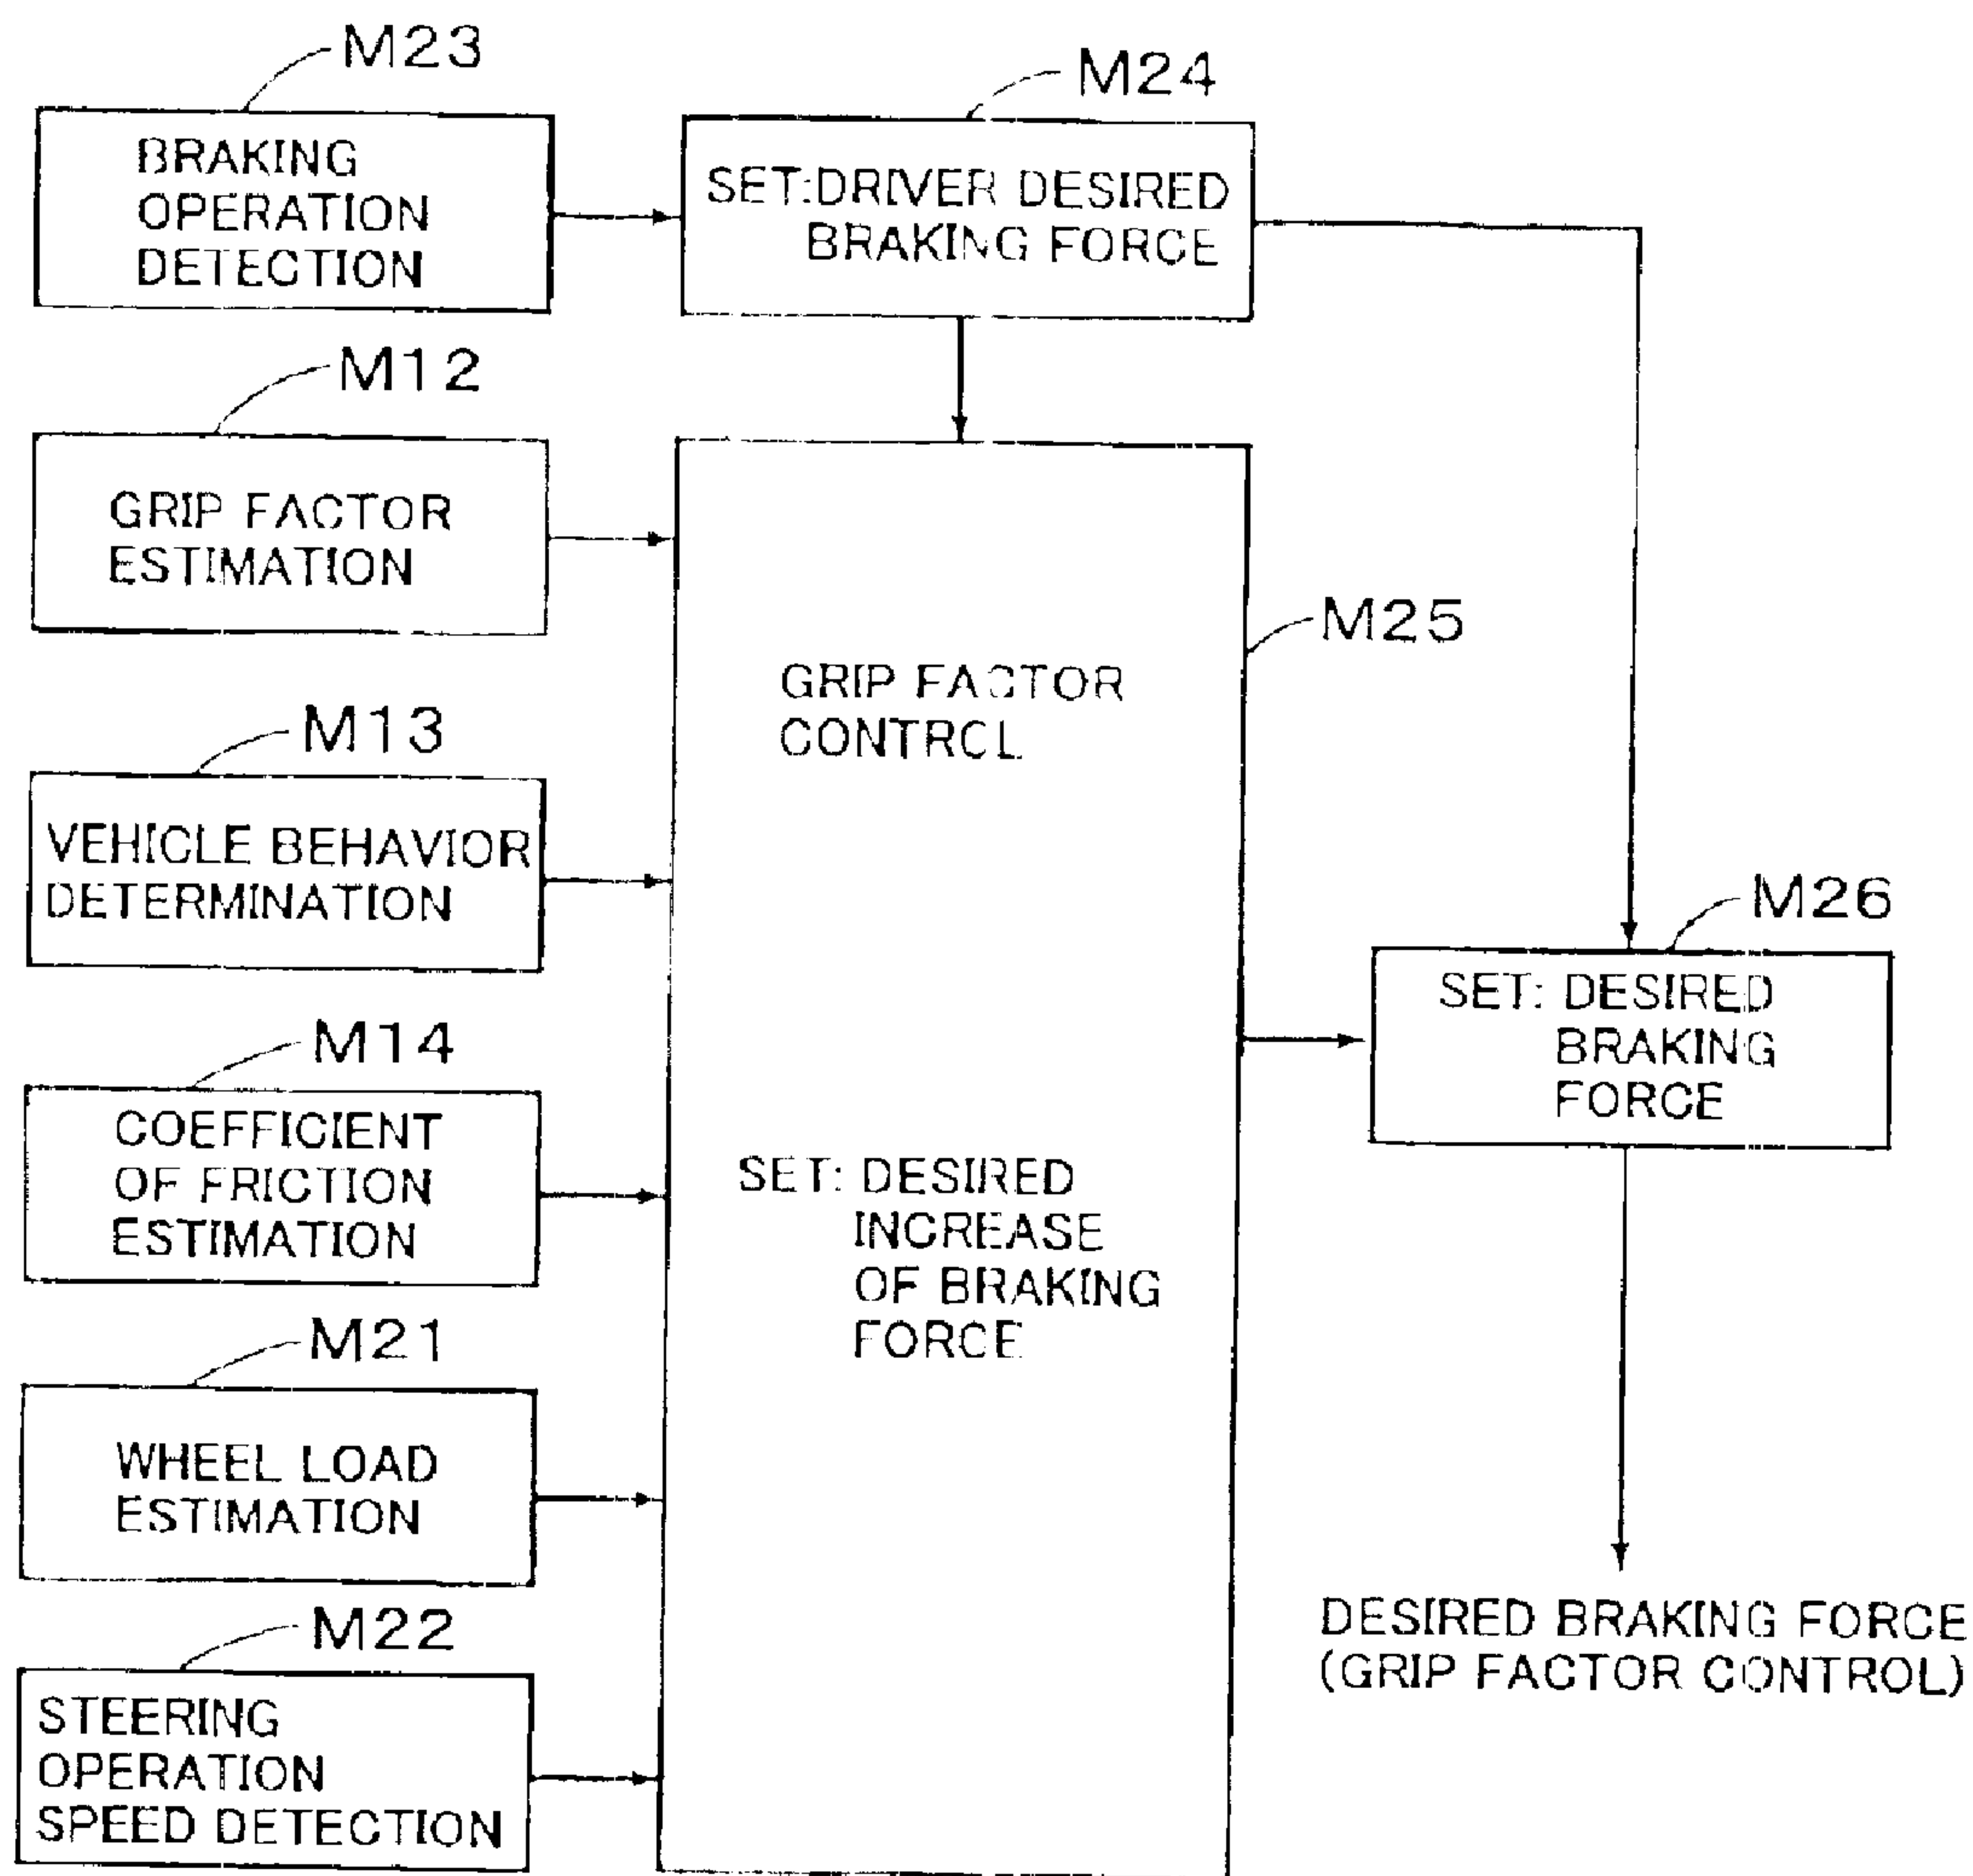 M23
BRAKING
OPERATION
DETECTION
M24
SET:DRIVER DESIRED
BRAKING FORCE
M12
GRIP FACTOR
ESTIMATION
M25
GRIP FACTOR
CONTROL
M13
VEHICLE BEHAVIOR
DETERMINATION
M26
SET: DESIRED
BRAKING
FORCE
M14
COEFFICIENT
OF FRICTION
ESTIMATION
SET: DESIRED
INCREASE
OF BRAKING
FORCE
M21
WHEEL LOAD
ESTIMATION
M22
STEERING
OPERATION
SPEED DETECTION
DESIRED BRAKING FORCE
(GRIP FACTOR CONTROL)